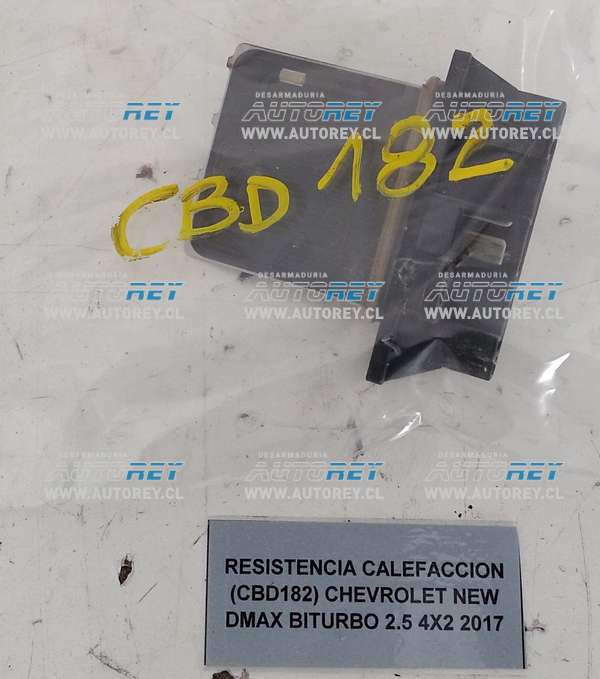 CBD 182
DESARMADURIA
AUTOREY
WWW.AUTOREY.CL
RESISTENCIA CALEFACCION
(CBD182) CHEVROLET NEW
DMAX BITURBO 2.5 4X2 2017